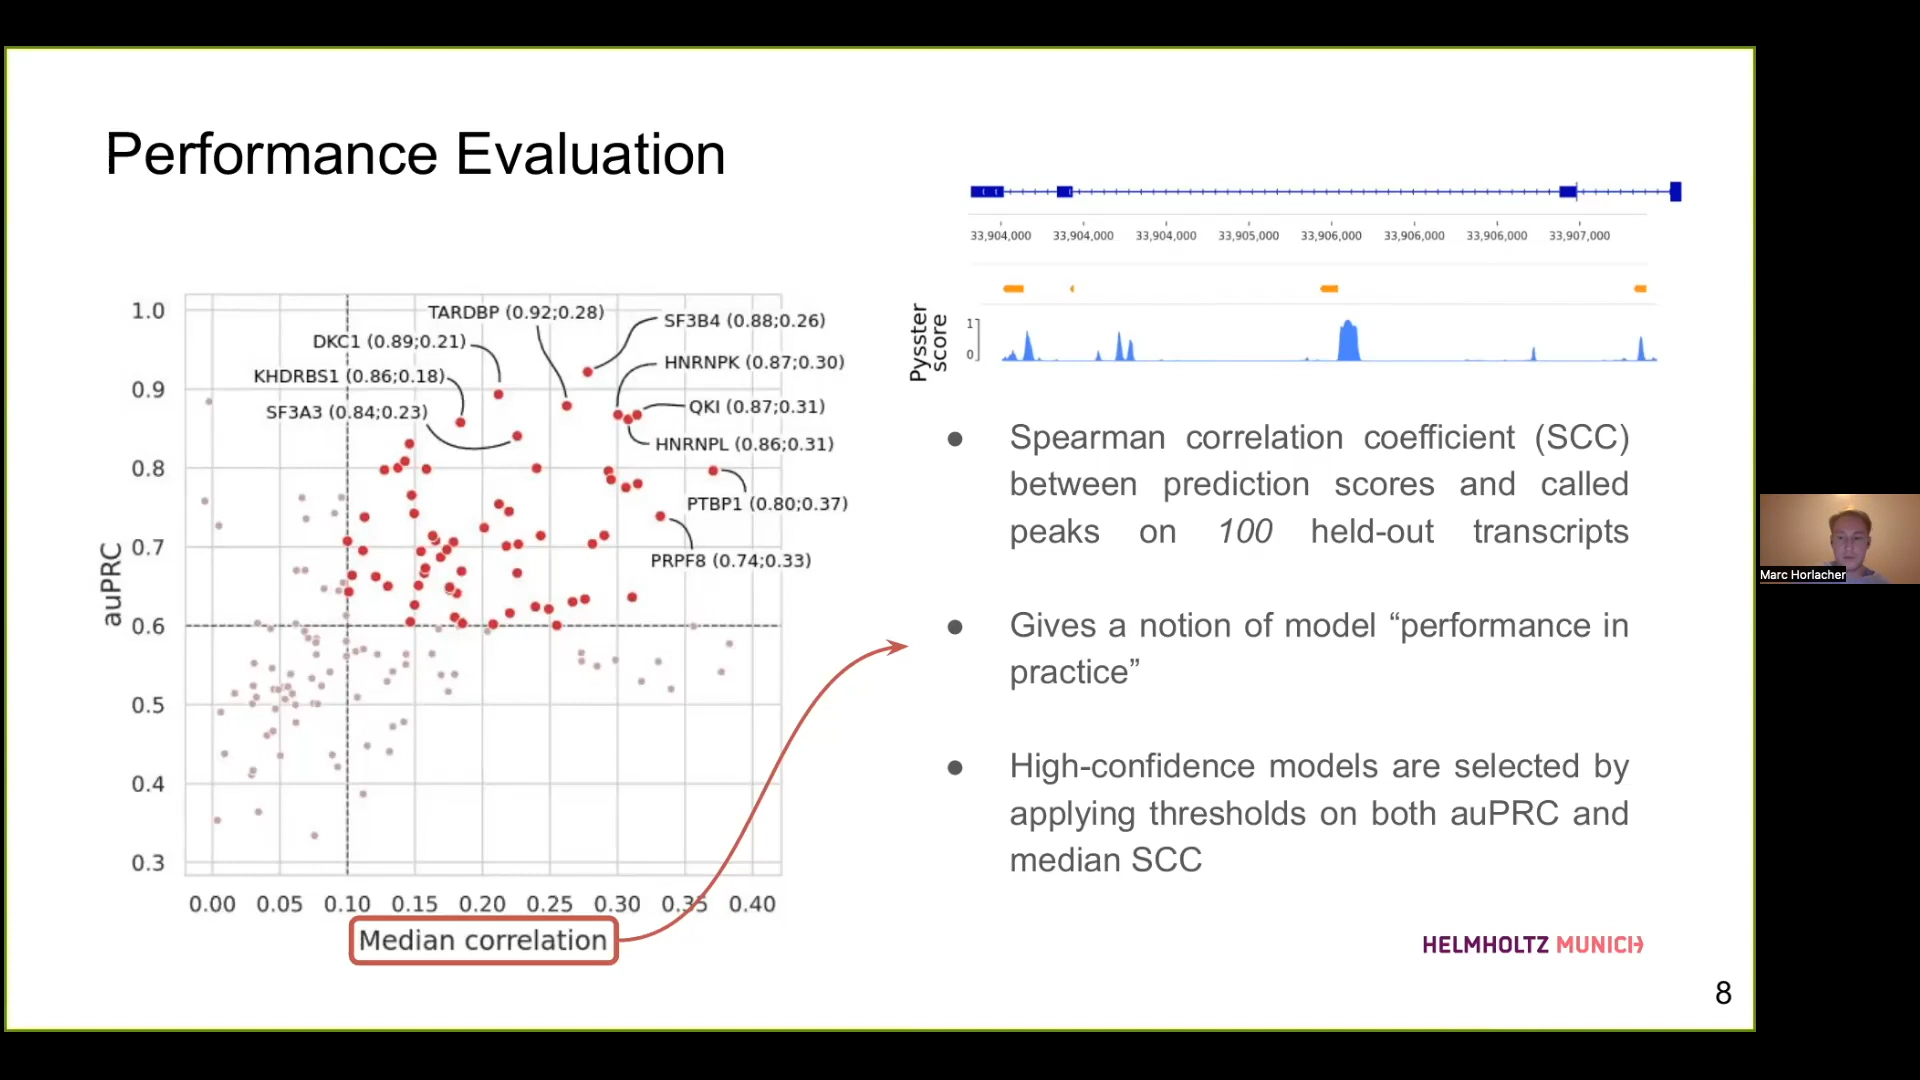 Performance Evaluation
33,904,000 33,904,000 33,904,000 33,905,000 33,906,000 33,906,000 33,906,000 33,907,000
Pysster
score
1
0
1.0
0.9
0.8
0.7
0.6
0.5
0.4
0.3
auPRC
TARDBP (0.92;0.28)
SF3B4 (0.88;0.26)
DKC1 (0.89;0.21)
HNRNPK (0.87;0.30)
KHDRBS1 (0.86;0.18)
QKI (0.87;0.31)
SF3A3 (0.84;0.23)
HNRNPL (0.86;0.31)
PTBP1 (0.80;0.37)
PRPF8 (0.74;0.33)
0.00 0.05 0.10 0.15 0.20 0.25 0.30 0.35 0.40
Median correlation
● Spearman correlation coefficient (SCC)
between prediction scores and called
peaks on 100 held-out transcripts
● Gives a notion of model “performance in
practice”
● High-confidence models are selected by
applying thresholds on both auPRC and
median SCC
HELMHOLTZ MUNICH
8
Marc Horlacher